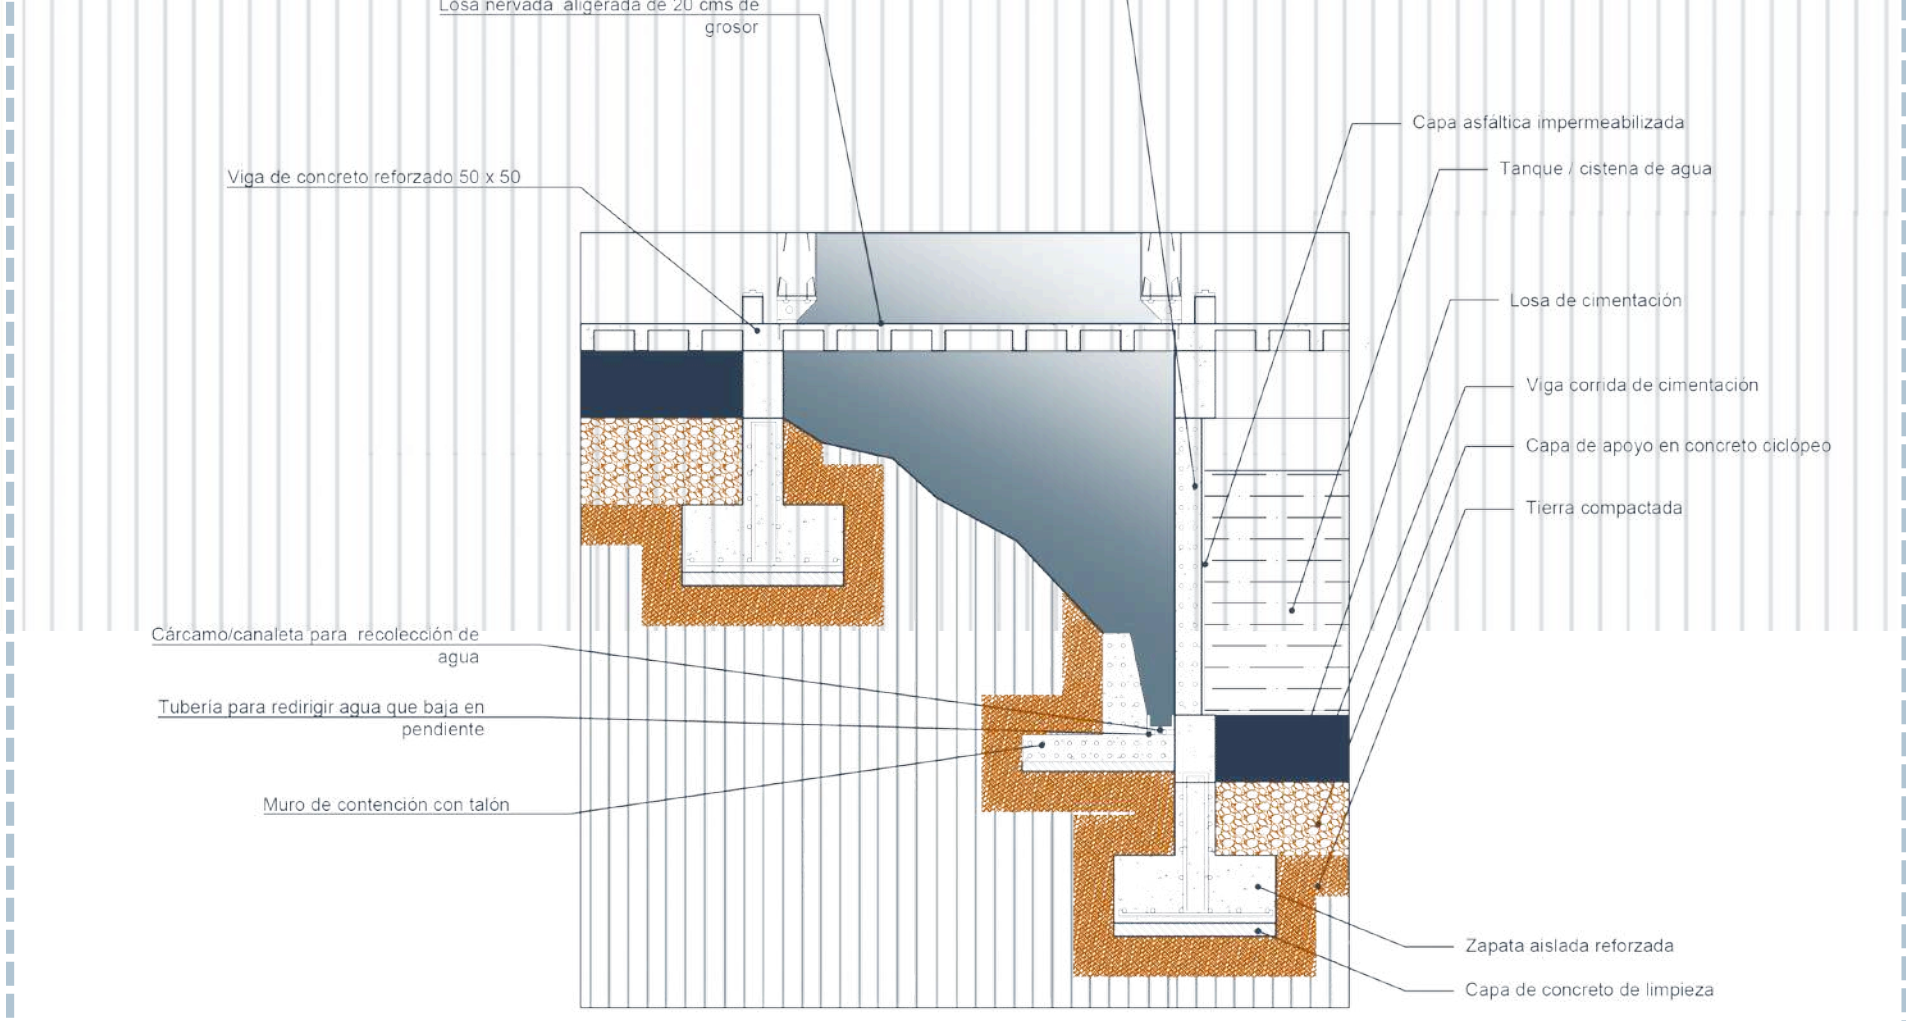 Losa nervada aligerada de 20 cms de
grosor
Capa asfáltica impermeabilizada
Tanque / cistena de agua
Viga de concreto reforzado 50 x 50
Losa de cimentación
Viga corrida de cimentación
Capa de apoyo en concreto ciclópeo
Tierra compactada
Cárcamo/canaleta para recolección de
agua
Tubería para redirigir agua que baja en
pendiente
Muro de contención con talón
Zapata aislada reforzada
Capa de concreto de limpieza